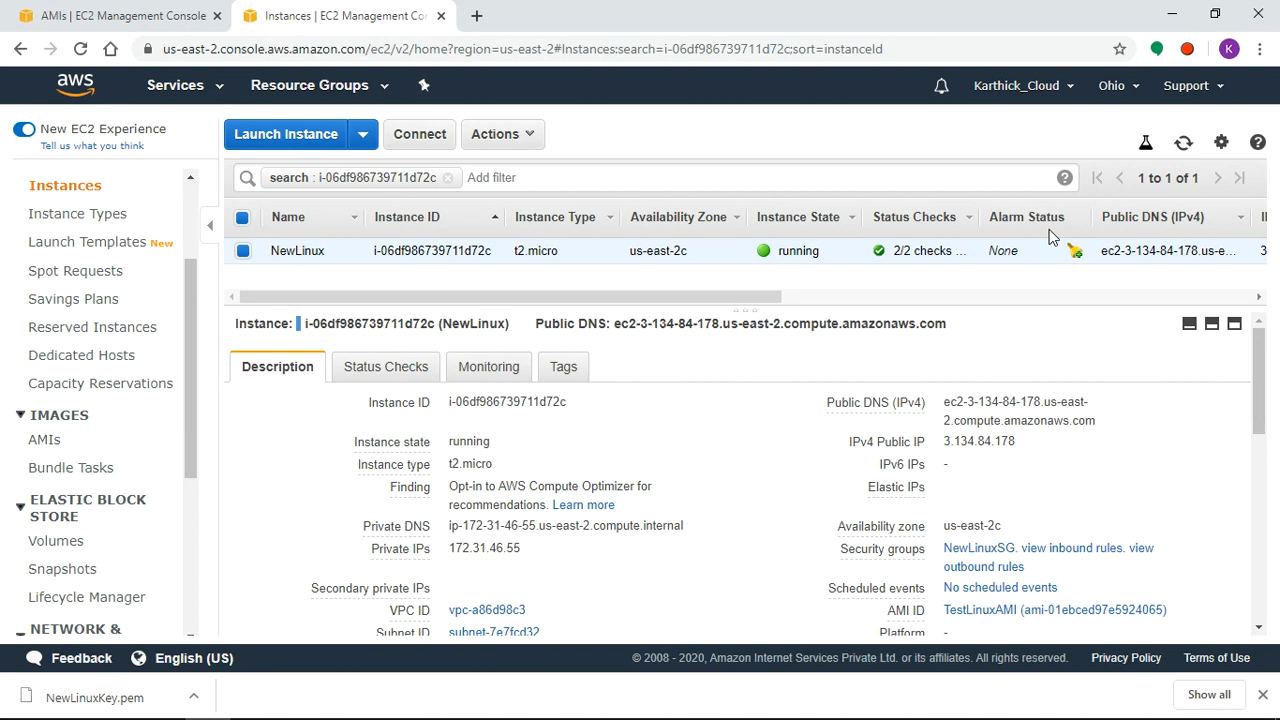 AMIs | EC2 Management Console
Instances | EC2 Management Con
us-east-2.console.aws.amazon.com/ec2/v2/home?region=us-east-2#Instances:search=i-06df986739711d72c;sort=instanceId
K
aws
Services
Resource Groups
Karthick_Cloud
Ohio
Support
New EC2 Experience
Tell us what you think
Launch Instance
Connect
Actions
Instances
Instance Types
Launch Templates New
Spot Requests
Savings Plans
Reserved Instances
Dedicated Hosts
Capacity Reservations
IMAGES
AMIs
Bundle Tasks
ELASTIC BLOCK
STORE
Volumes
Snapshots
Lifecycle Manager
NETWORK &
search : i-06df986739711d72c
Add filter
1 to 1 of 1
Name Instance ID Instance Type Availability Zone Instance State Status Checks Alarm Status Public DNS (IPv4)
NewLinux i-06df986739711d72c t2.micro us-east-2c running 2/2 checks ... None ec2-3-134-84-178.us-e... 3
Instance: i-06df986739711d72c (NewLinux) Public DNS: ec2-3-134-84-178.us-east-2.compute.amazonaws.com
Description
Status Checks
Monitoring
Tags
Instance ID i-06df986739711d72c
Instance state running
Instance type t2.micro
Finding Opt-in to AWS Compute Optimizer for
recommendations. Learn more
Private DNS ip-172-31-46-55.us-east-2.compute.internal
Private IPs 172.31.46.55
Secondary private IPs
VPC ID vpc-a86d98c3
Subnet ID subnet-7e7fcd32
Public DNS (IPv4) ec2-3-134-84-178.us-east-
2.compute.amazonaws.com
IPv4 Public IP 3.134.84.178
IPv6 IPs -
Elastic IPs
Availability zone us-east-2c
Security groups NewLinuxSG. view inbound rules. view
outbound rules
Scheduled events No scheduled events
AMI ID TestLinuxAMI (ami-01ebced97e5924065)
Platform -
Feedback
English (US)
© 2008 - 2020, Amazon Internet Services Private Ltd. or its affiliates. All rights reserved.
Privacy Policy
Terms of Use
NewLinuxKey.pem
Show all